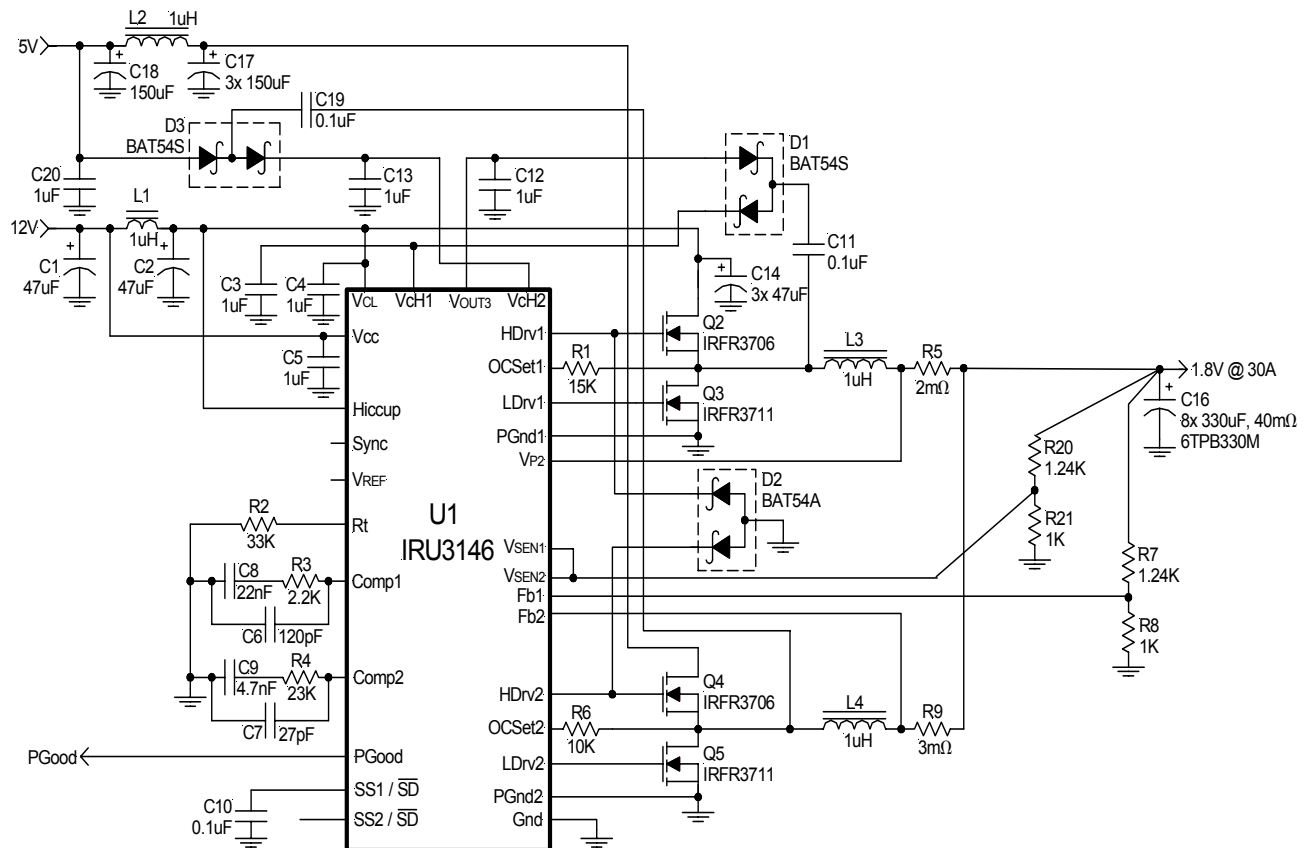 L2 1uH
5V
C18
150uF
C17
3x 150uF
C19
0.1uF
D3
BAT54S
D1
BAT54S
C20
1uF
C13
1uF
C12
1uF
L1
1uH
12V
C1
47uF
C2
47uF
C3
1uF
C4
1uF
C11
0.1uF
C14
3x 47uF
VCL
VcH1
VOUT3
VcH2
Vcc
C5
1uF
Hiccup
Sync
VREF
Rt
Comp1
Comp2
PGood
SS1 / SD
SS2 / SD
U1
IRU3146
HDrv1
OCSet1
LDrv1
PGnd1
VP2
VSEN1
VSEN2
Fb1
Fb2
HDrv2
OCSet2
LDrv2
PGnd2
Gnd
R1
15K
Q2
IRFR3706
Q3
IRFR3711
L3
1uH
R5
2mΩ
1.8V @ 30A
C16
8x 330uF, 40mΩ
6TPB330M
R20
1.24K
R21
1K
D2
BAT54A
R7
1.24K
R8
1K
R2
33K
C8
22nF
R3
2.2K
C6
120pF
C9
4.7nF
R4
23K
C7
27pF
PGood
C10
0.1uF
Q4
IRFR3706
R6
10K
Q5
IRFR3711
L4
1uH
R9
3mΩ